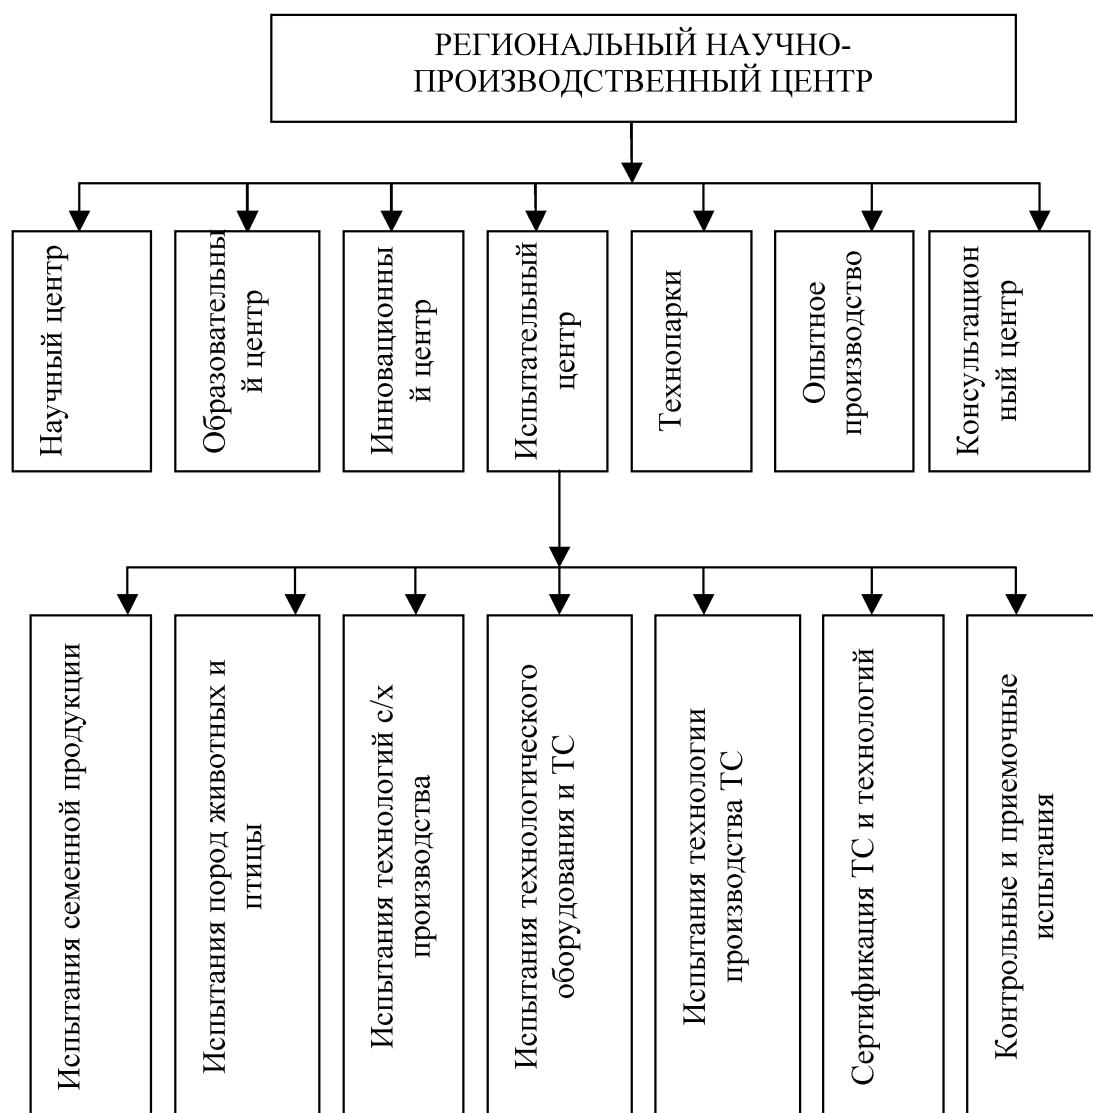 РЕГИОНАЛЬНЫЙ НАУЧНО-
ПРОИЗВОДСТВЕННЫЙ ЦЕНТР
Научный центр
Образовательны
й центр
Инновационны
й центр
Испытательный
центр
Технопарки
Опытное
производство
Консультацион
ный центр
Испытания семенной продукции
Испытания пород животных и
птицы
Испытания технологий с/х
производства
Испытания технологического
оборудования и ТС
Испытания технологии
производства ТС
Сертификация ТС и технологий
Контрольные и приемочные
испытания